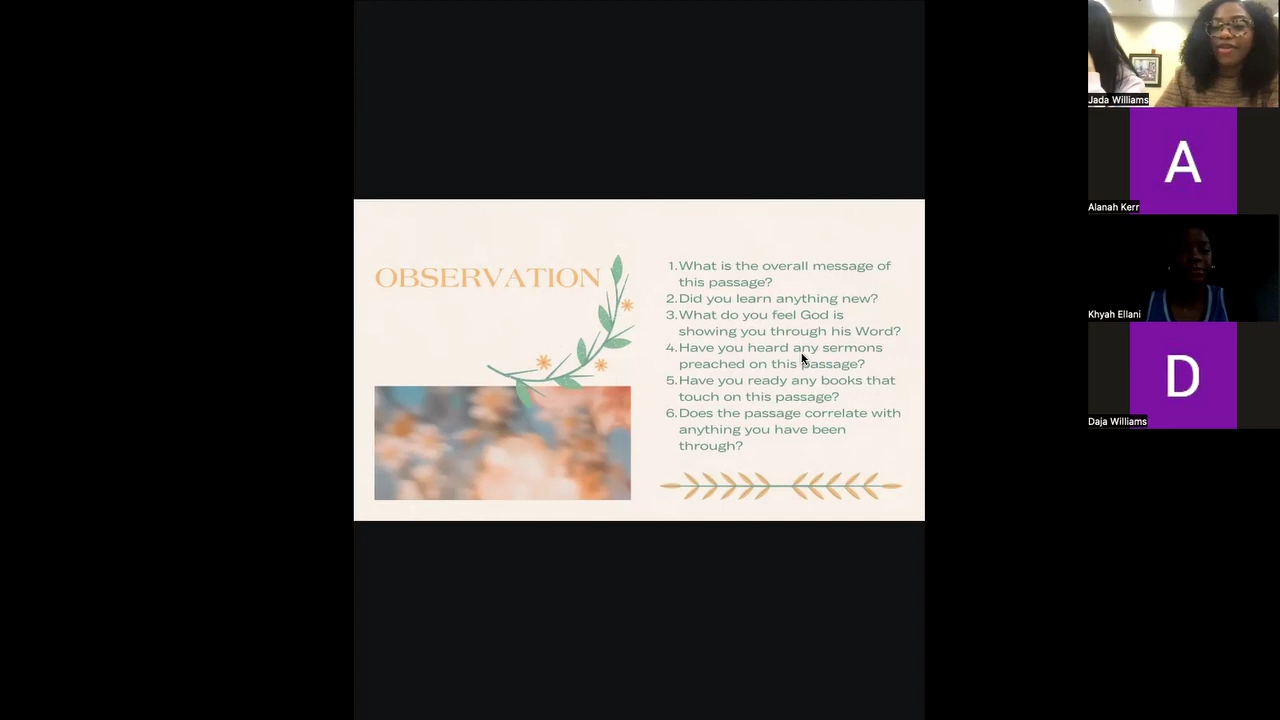 OBSERVATION
1. What is the overall message of
this passage?
2. Did you learn anything new?
3. What do you feel God is
showing you through his Word?
4. Have you heard any sermons
preached on this passage?
5. Have you ready any books that
touch on this passage?
6. Does the passage correlate with
anything you have been
through?
Jada Williams
A
Alanah Kerr
Khyah Ellani
D
Daja Williams